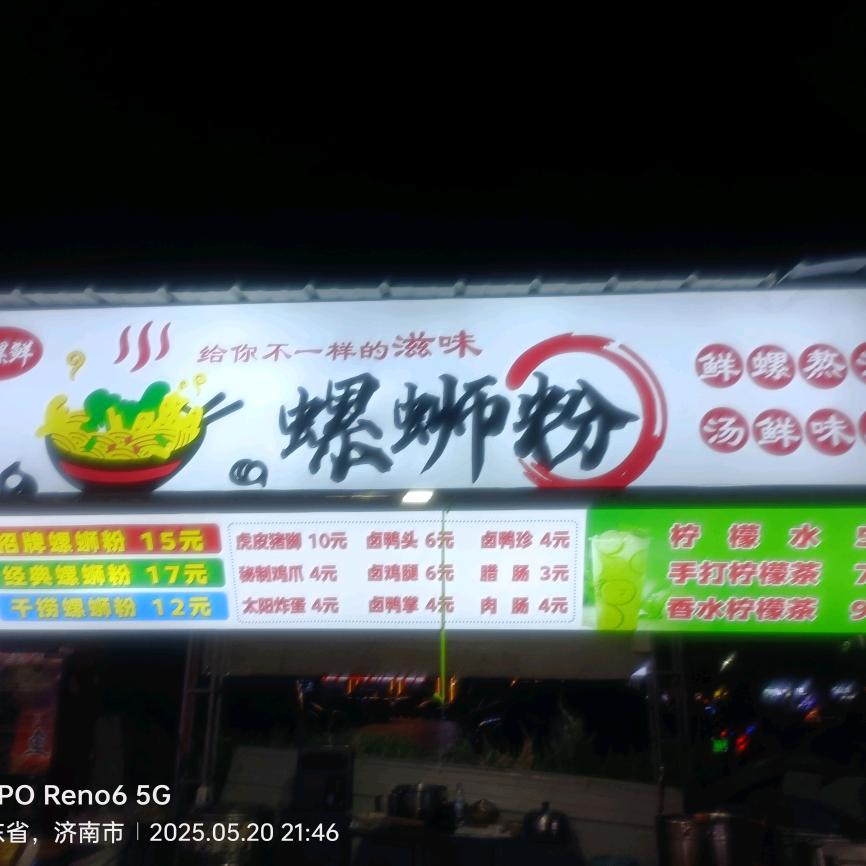 螺鲜
给你不一样的滋味
螺蛳粉
鲜螺熬
汤鲜味
招牌螺蛳粉 15元
经典螺蛳粉 17元
干捞螺蛳粉 12元
虎皮猪脚 10元 卤鸭头 6元 卤鸭珍 4元
秘制鸡爪 4元 卤鸡腿 6元 腊肠 3元
太阳炸蛋 4元 卤鸭掌 4元 肉肠 4元
柠檬水 5
手打柠檬茶 7
香水柠檬茶 9
PO Reno6 5G
东省，济南市 | 2025.05.20 21:46